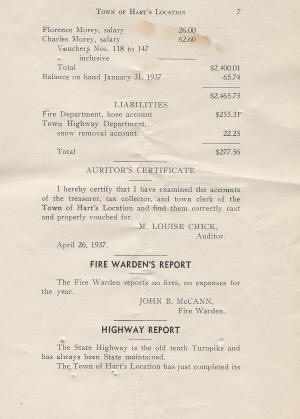 TOWN OF HART'S LOCATION 7
Florence Morey, salary 26.00
Charles Morey, salary 62.60
Vouchers Nos. 118 to 147
inclusive
Total $2,400.01
Balance on hand January 31, 1937 65.74
$2,465.75
LIABILITIES
Fire Department, hose account $255.31
Town Highway Department,
snow removal account 22.25
Total $277.56
AURITOR'S CERTIFICATE
I hereby certify that I have examined the accounts
of the treasurer, tax collector, and town clerk of the
Town of Hart's Location and find them correctly cast
and properly vouched for.
M. LOUISE CHICK,
Auditor.
April 26, 1937.
FIRE WARDEN'S REPORT
The Fire Warden reports no fires, no expenses for
the year.
JOHN B. McCANN,
Fire Warden.
HIGHWAY REPORT
The State Highway is the old tenth Turnpike and
has always been State maintained.
The Town of Hart's Location has just completed its